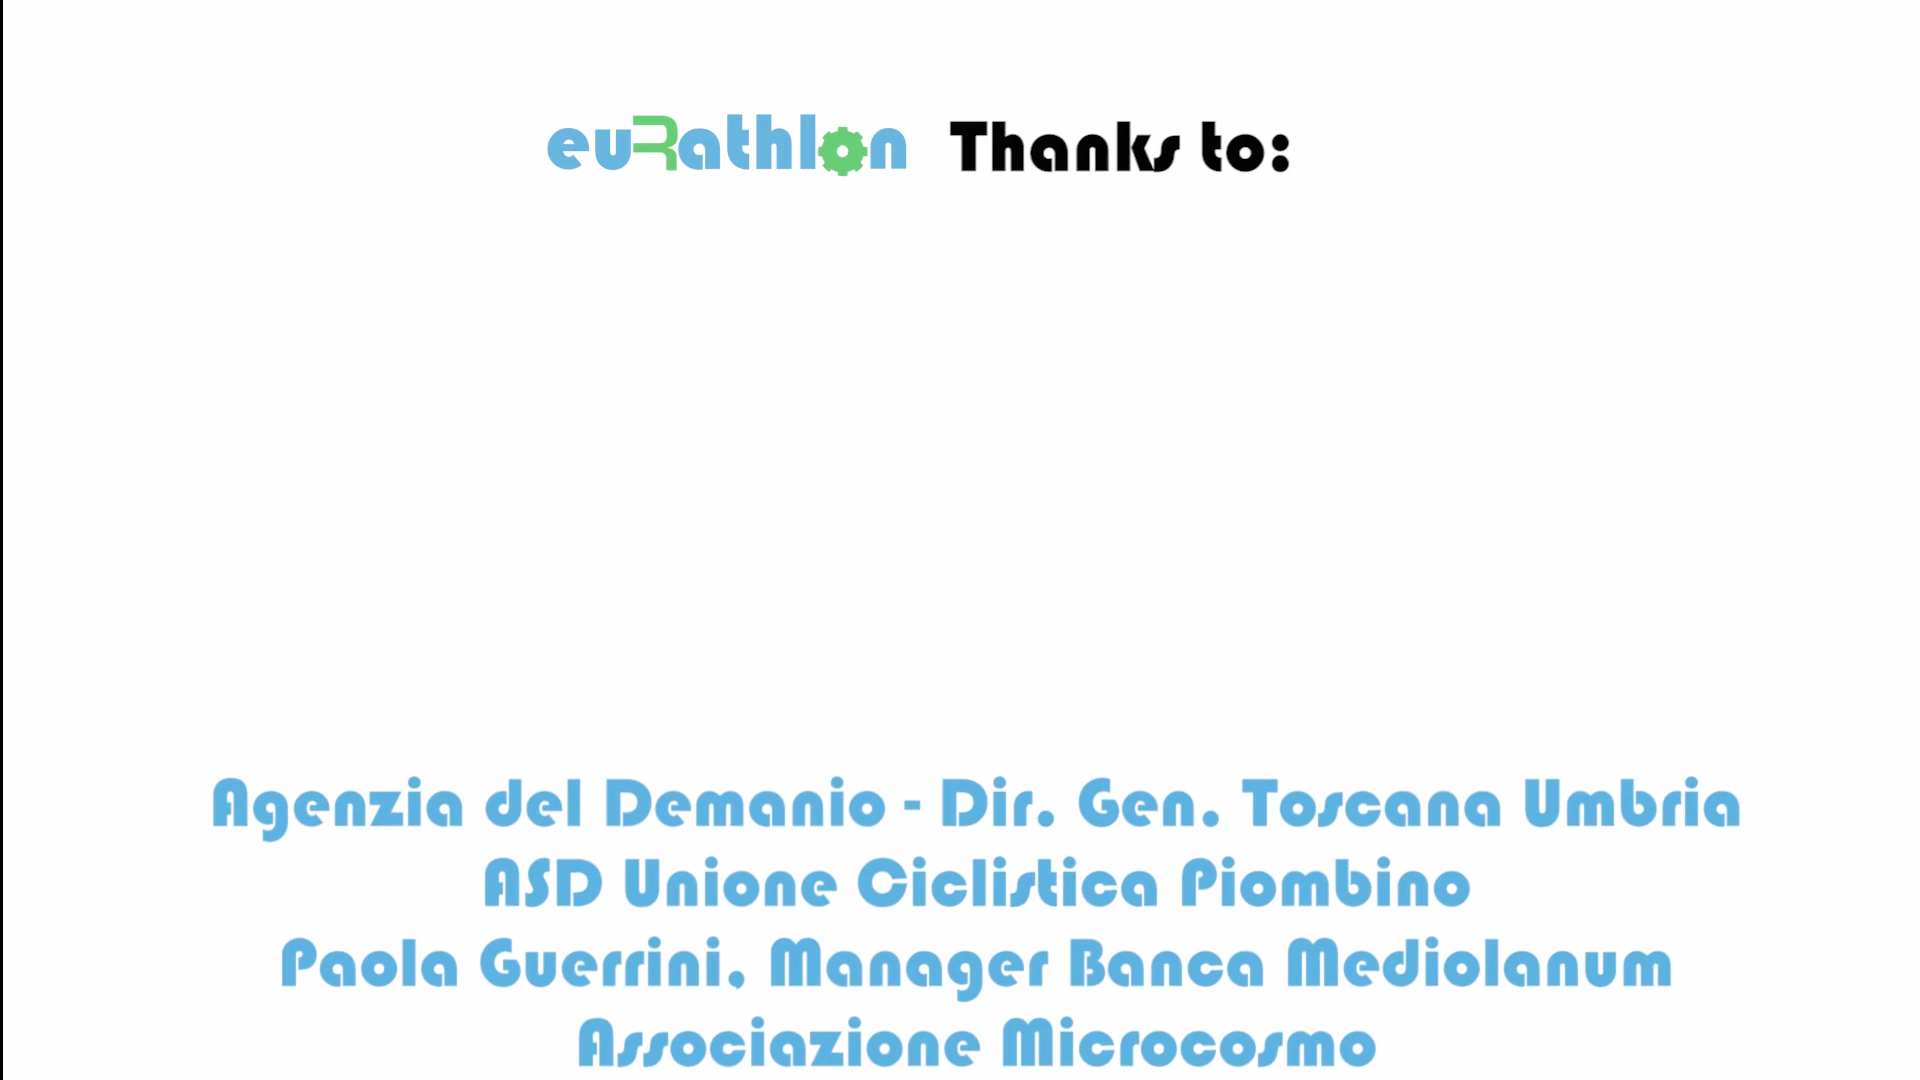 euRathlon Thanks to:
Agenzia del Demanio - Dir. Gen. Toscana Umbria
ASD Unione Ciclistica Piombino
Paola Guerrini, Manager Banca Mediolanum
Associazione Microcosmo